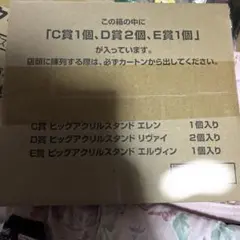 この箱の中に
「C賞1個、D賞2個、E賞1個」
が入っています。
店頭に陳列する際は、必ずカートンから出してください。
C賞 ビッグアクリルスタンド エレン 1個入り
D賞 ビッグアクリルスタンド リヴァイ 2個入り
E賞 ビッグアクリルスタンド エルヴィン 1個入り